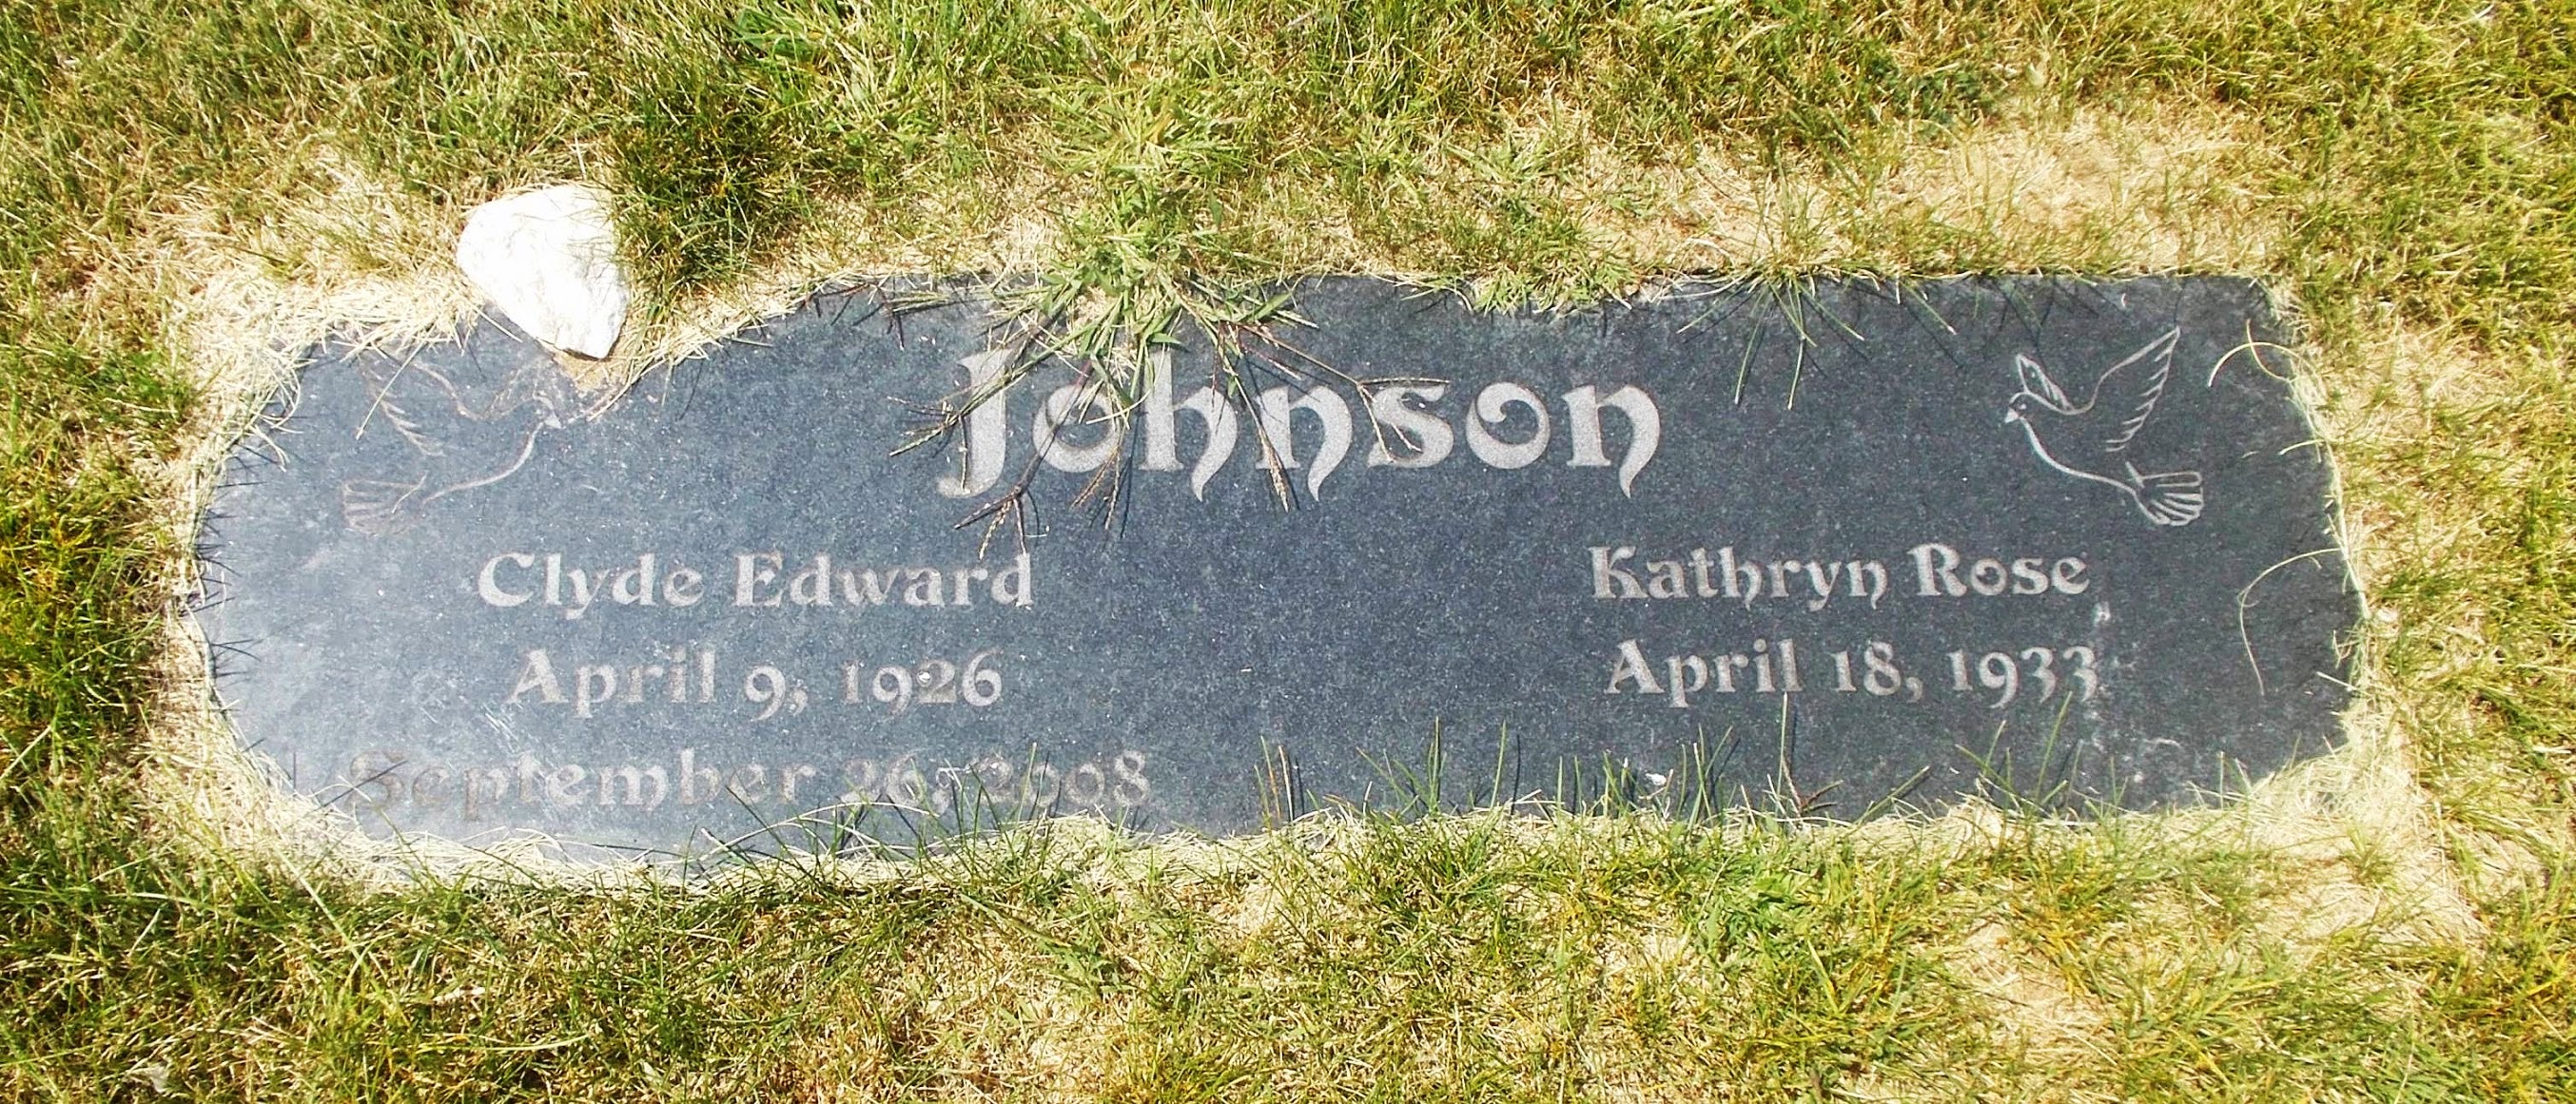 Johnson
Clyde Edward
April 9, 1926
September 26, 2008
Kathryn Rose
April 18, 1933